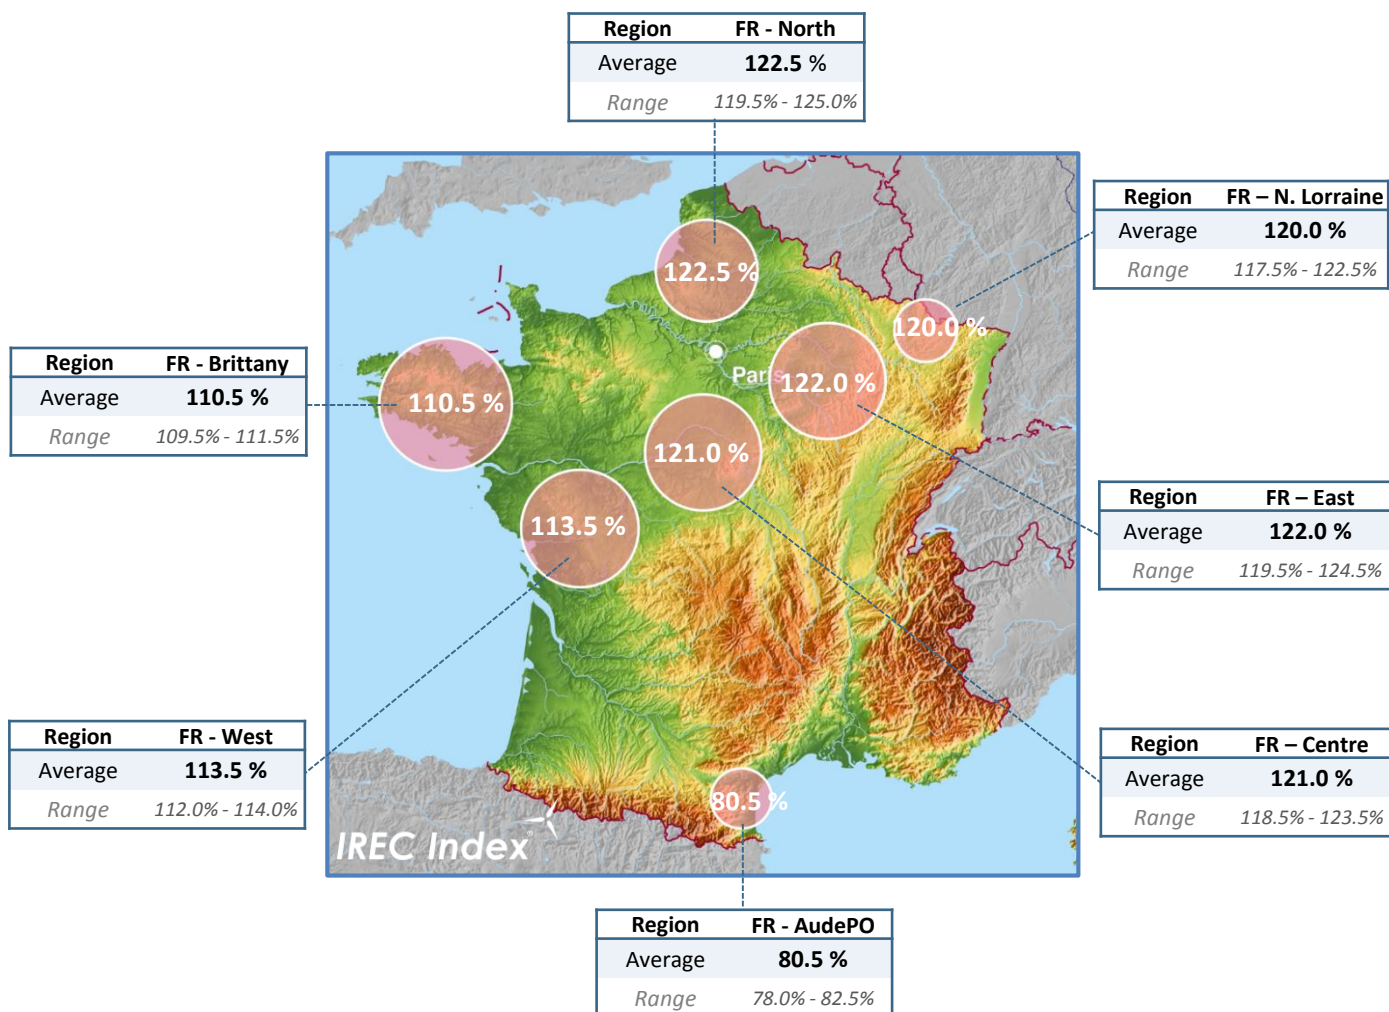 Region FR - North
Average 122.5 %
Range 119.5% - 125.0%
Region FR – N. Lorraine
Average 120.0 %
Range 117.5% - 122.5%
122.5 %
120.0 %
Region FR - Brittany
Average 110.5 %
Range 109.5% - 111.5%
Paris
122.0 %
110.5 %
121.0 %
Region FR – East
Average 122.0 %
Range 119.5% - 124.5%
113.5 %
Region FR - West
Average 113.5 %
Range 112.0% - 114.0%
Region FR – Centre
Average 121.0 %
Range 118.5% - 123.5%
80.5 %
IREC Index®
Region FR - AudePO
Average 80.5 %
Range 78.0% - 82.5%